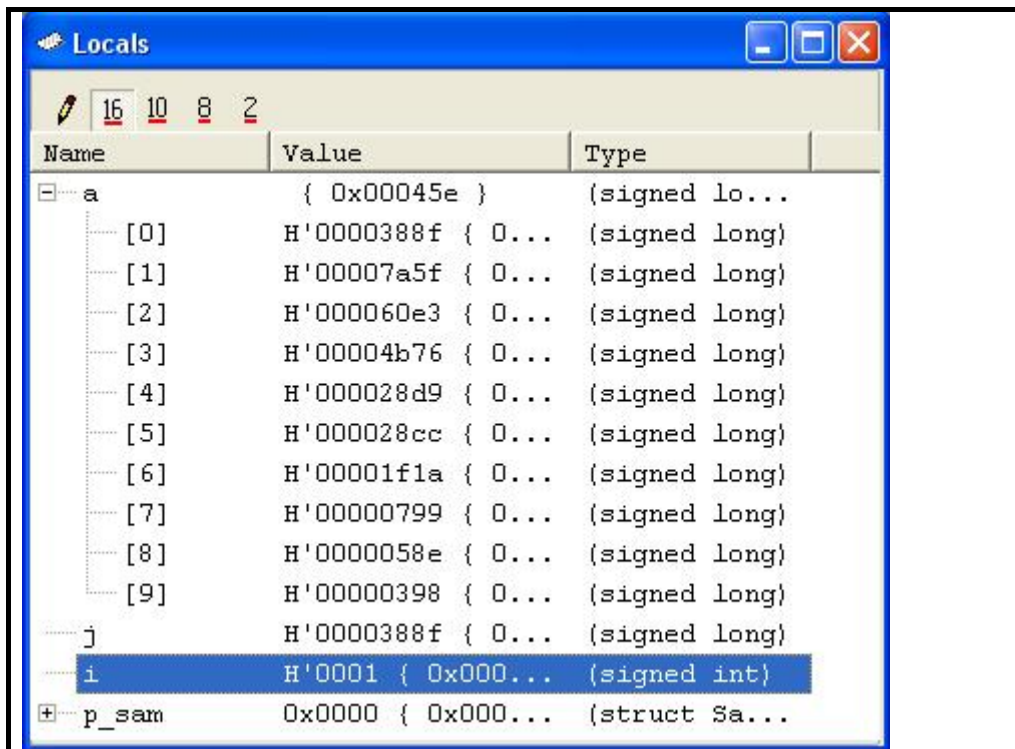 Locals
16 10 8 2
Name Value Type
a { 0x00045e } (signed lo...
[0] H'0000388f { 0... (signed long)
[1] H'00007a5f { 0... (signed long)
[2] H'000060e3 { 0... (signed long)
[3] H'00004b76 { 0... (signed long)
[4] H'000028d9 { 0... (signed long)
[5] H'000028cc { 0... (signed long)
[6] H'00001f1a { 0... (signed long)
[7] H'00000799 { 0... (signed long)
[8] H'0000058e { 0... (signed long)
[9] H'00000398 { 0... (signed long)
j H'0000388f { 0... (signed long)
i H'0001 { 0x000... (signed int)
p_sam 0x0000 { 0x000... (struct Sa...